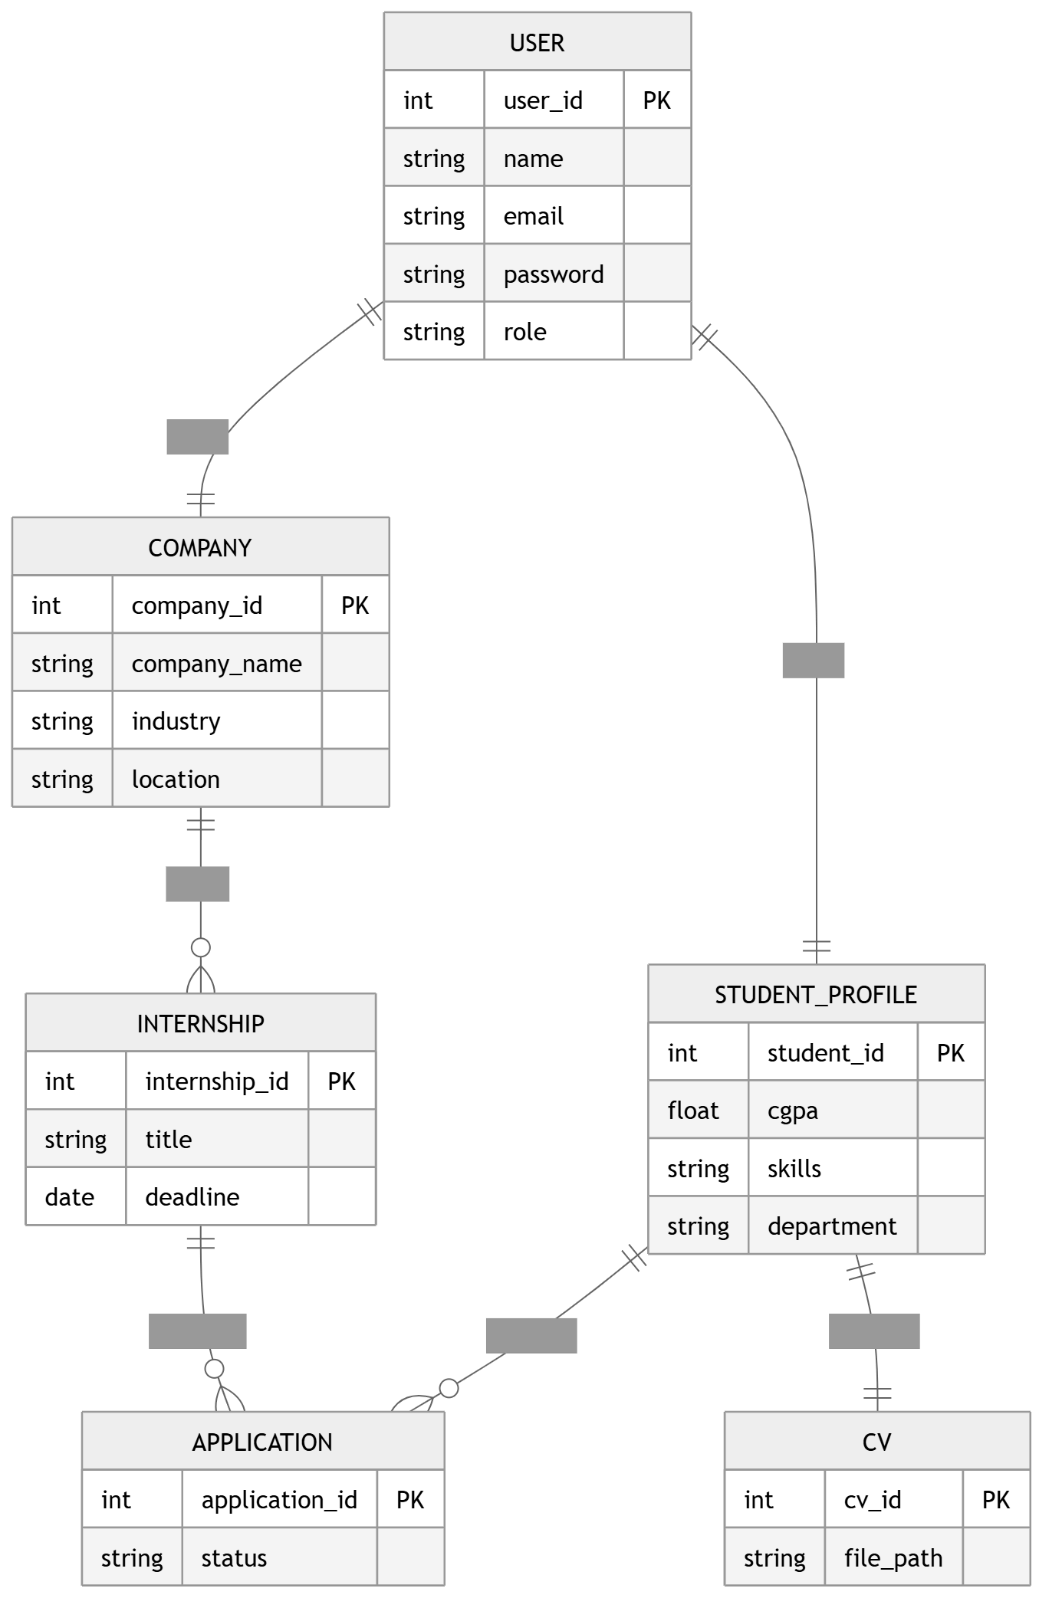 USER
int user_id PK
string name
string email
string password
string role
COMPANY
int company_id PK
string company_name
string industry
string location
INTERNSHIP
int internship_id PK
string title
date deadline
STUDENT_PROFILE
int student_id PK
float cgpa
string skills
string department
APPLICATION
int application_id PK
string status
CV
int cv_id PK
string file_path